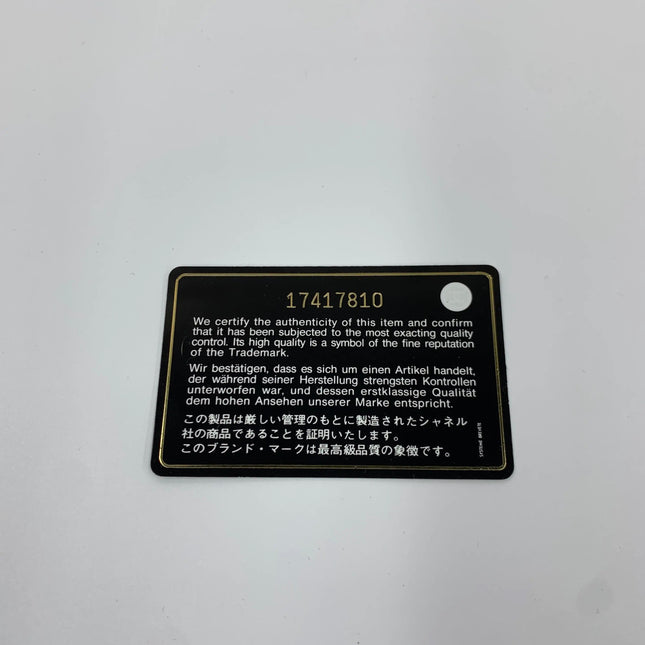 17417810
We certify the authenticity of this item and confirm
that it has been subjected to the most exacting quality
control. Its high quality is a symbol of the fine reputation
of the Trademark.
Wir bestätigen, dass es sich um einen Artikel handelt,
der während seiner Herstellung strengsten Kontrollen
unterworfen war, und dessen erstklassige Qualität
dem hohen Ansehen unserer Marke entspricht.
この製品は厳しい管理のもとに製造されたシャネル
社の商品であることを証明いたします。
このブランド・マークは最高級品質の象徴です。
SYSTEME BREVETE